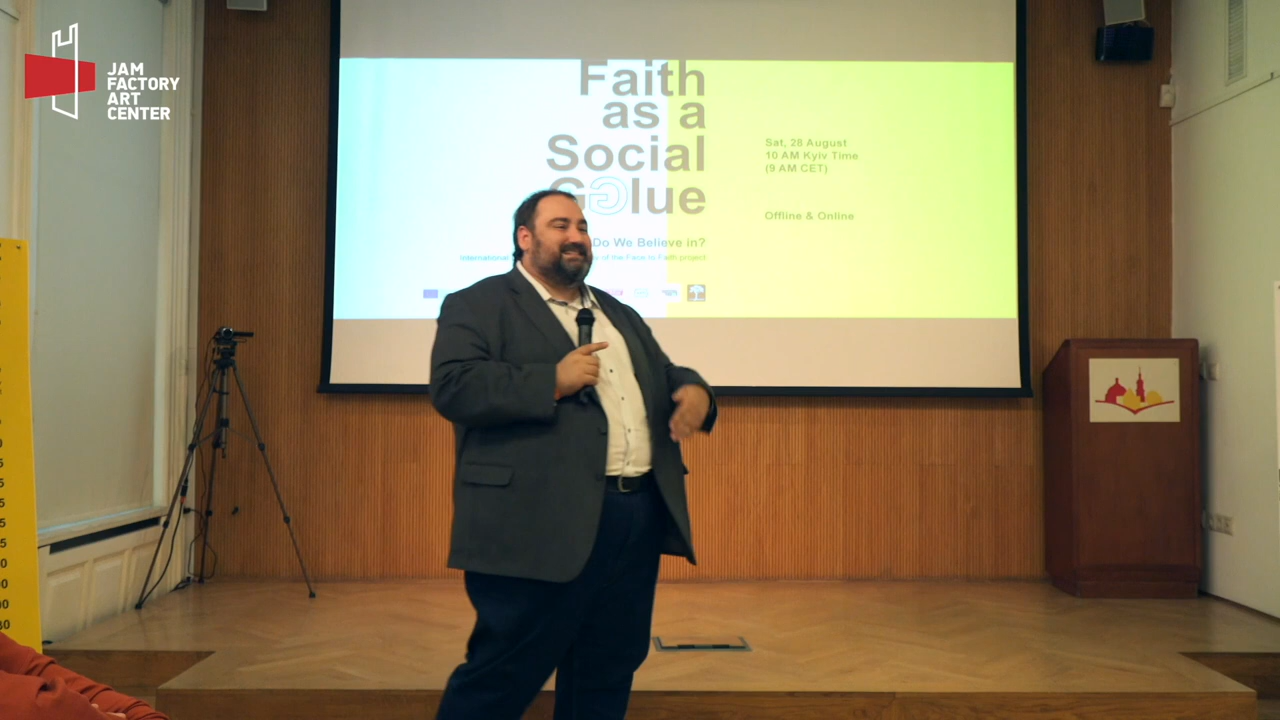 JAM
FACTORY
ART
CENTER
Faith
as a
Social
GGlue
Do We Believe in?
International
of the Face to Faith project
Sat, 28 August
10 AM Kyiv Time
(9 AM CET)
Offline & Online